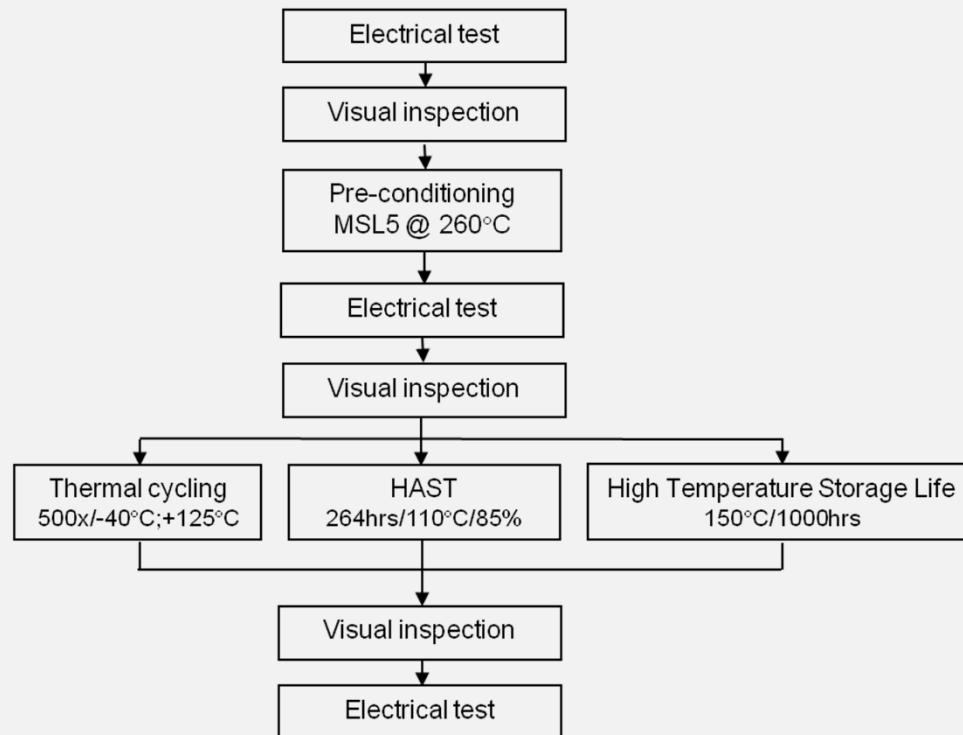 Electrical test
Visual inspection
Pre-conditioning
MSL5 @ 260°C
Electrical test
Visual inspection
Thermal cycling
500x/-40°C;+125°C
HAST
264hrs/110°C/85%
High Temperature Storage Life
150°C/1000hrs
Visual inspection
Electrical test